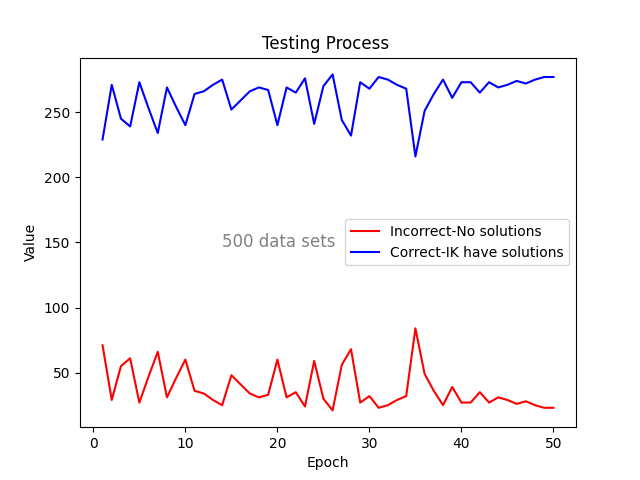 Testing Process
Value
250
200
150
100
50
500 data sets
Incorrect-No solutions
Correct-IK have solutions
0 10 20 30 40 50
Epoch